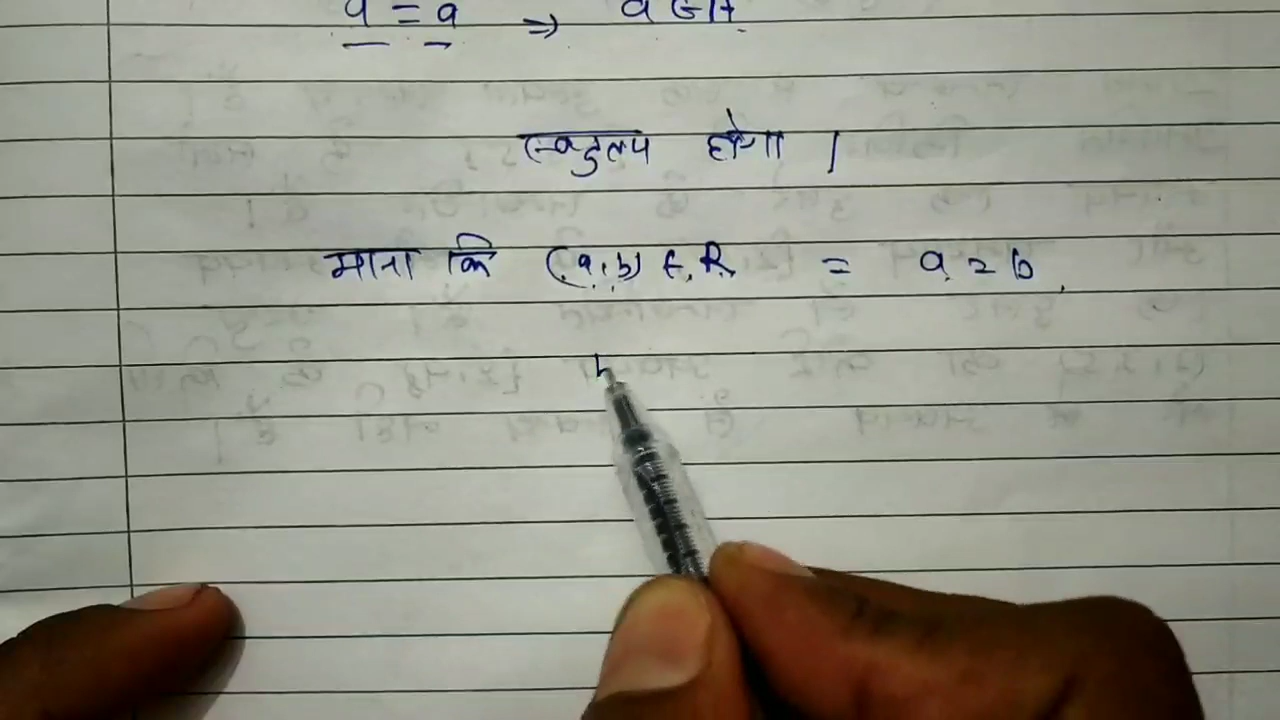 a = a ⇒ a
स्वतुल्य होगा |
माना कि (a, b) ∈ R = a = b